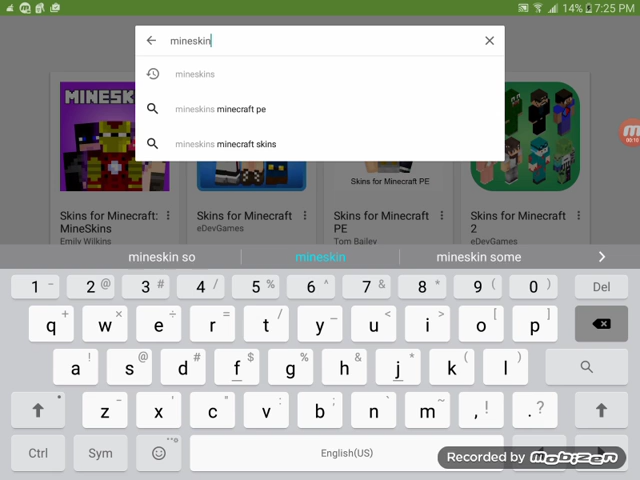 14% 7:25 PM
mineskin
mineskins
mineskins minecraft pe
mineskins minecraft skins
MINESK
Skins for Minecraft PE
00:10
Skins for Minecraft: MineSkins
Emily Wilkins
Skins for Minecraft
eDevGames
Skins for Minecraft PE
Tom Bailey
Skins for Minecraft 2
eDevGames
mineskin so mineskin mineskin some
1 - 2 @ 3 # 4 / 5 % 6 ^ 7 & 8 * 9 ( 0 ) Del
q + w × e ÷ r = t / y _ u < i > o [ p ]
a ! s @ d # f $ g % h & j * k ( l )
z - x ' c " v : b ; n ` m ~ , ! . ?
Ctrl Sym English(US)
Recorded by Mobizen